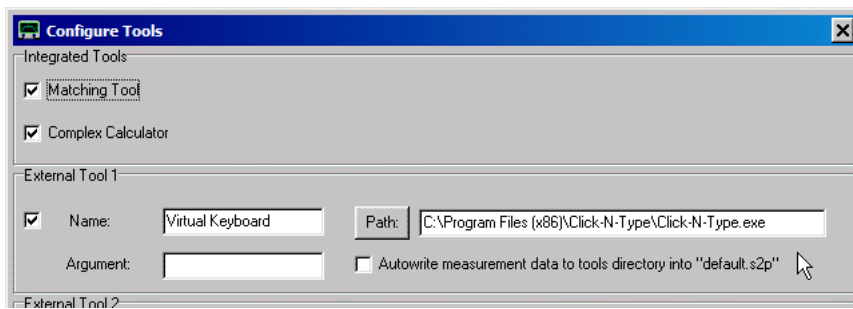 Configure Tools
Integrated Tools
Matching Tool
Complex Calculator
External Tool 1
Name: Virtual Keyboard Path: C:\Program Files (x86)\Click-N-Type\Click-N-Type.exe
Argument: Autowrite measurement data to tools directory into "default.s2p"
External Tool 2